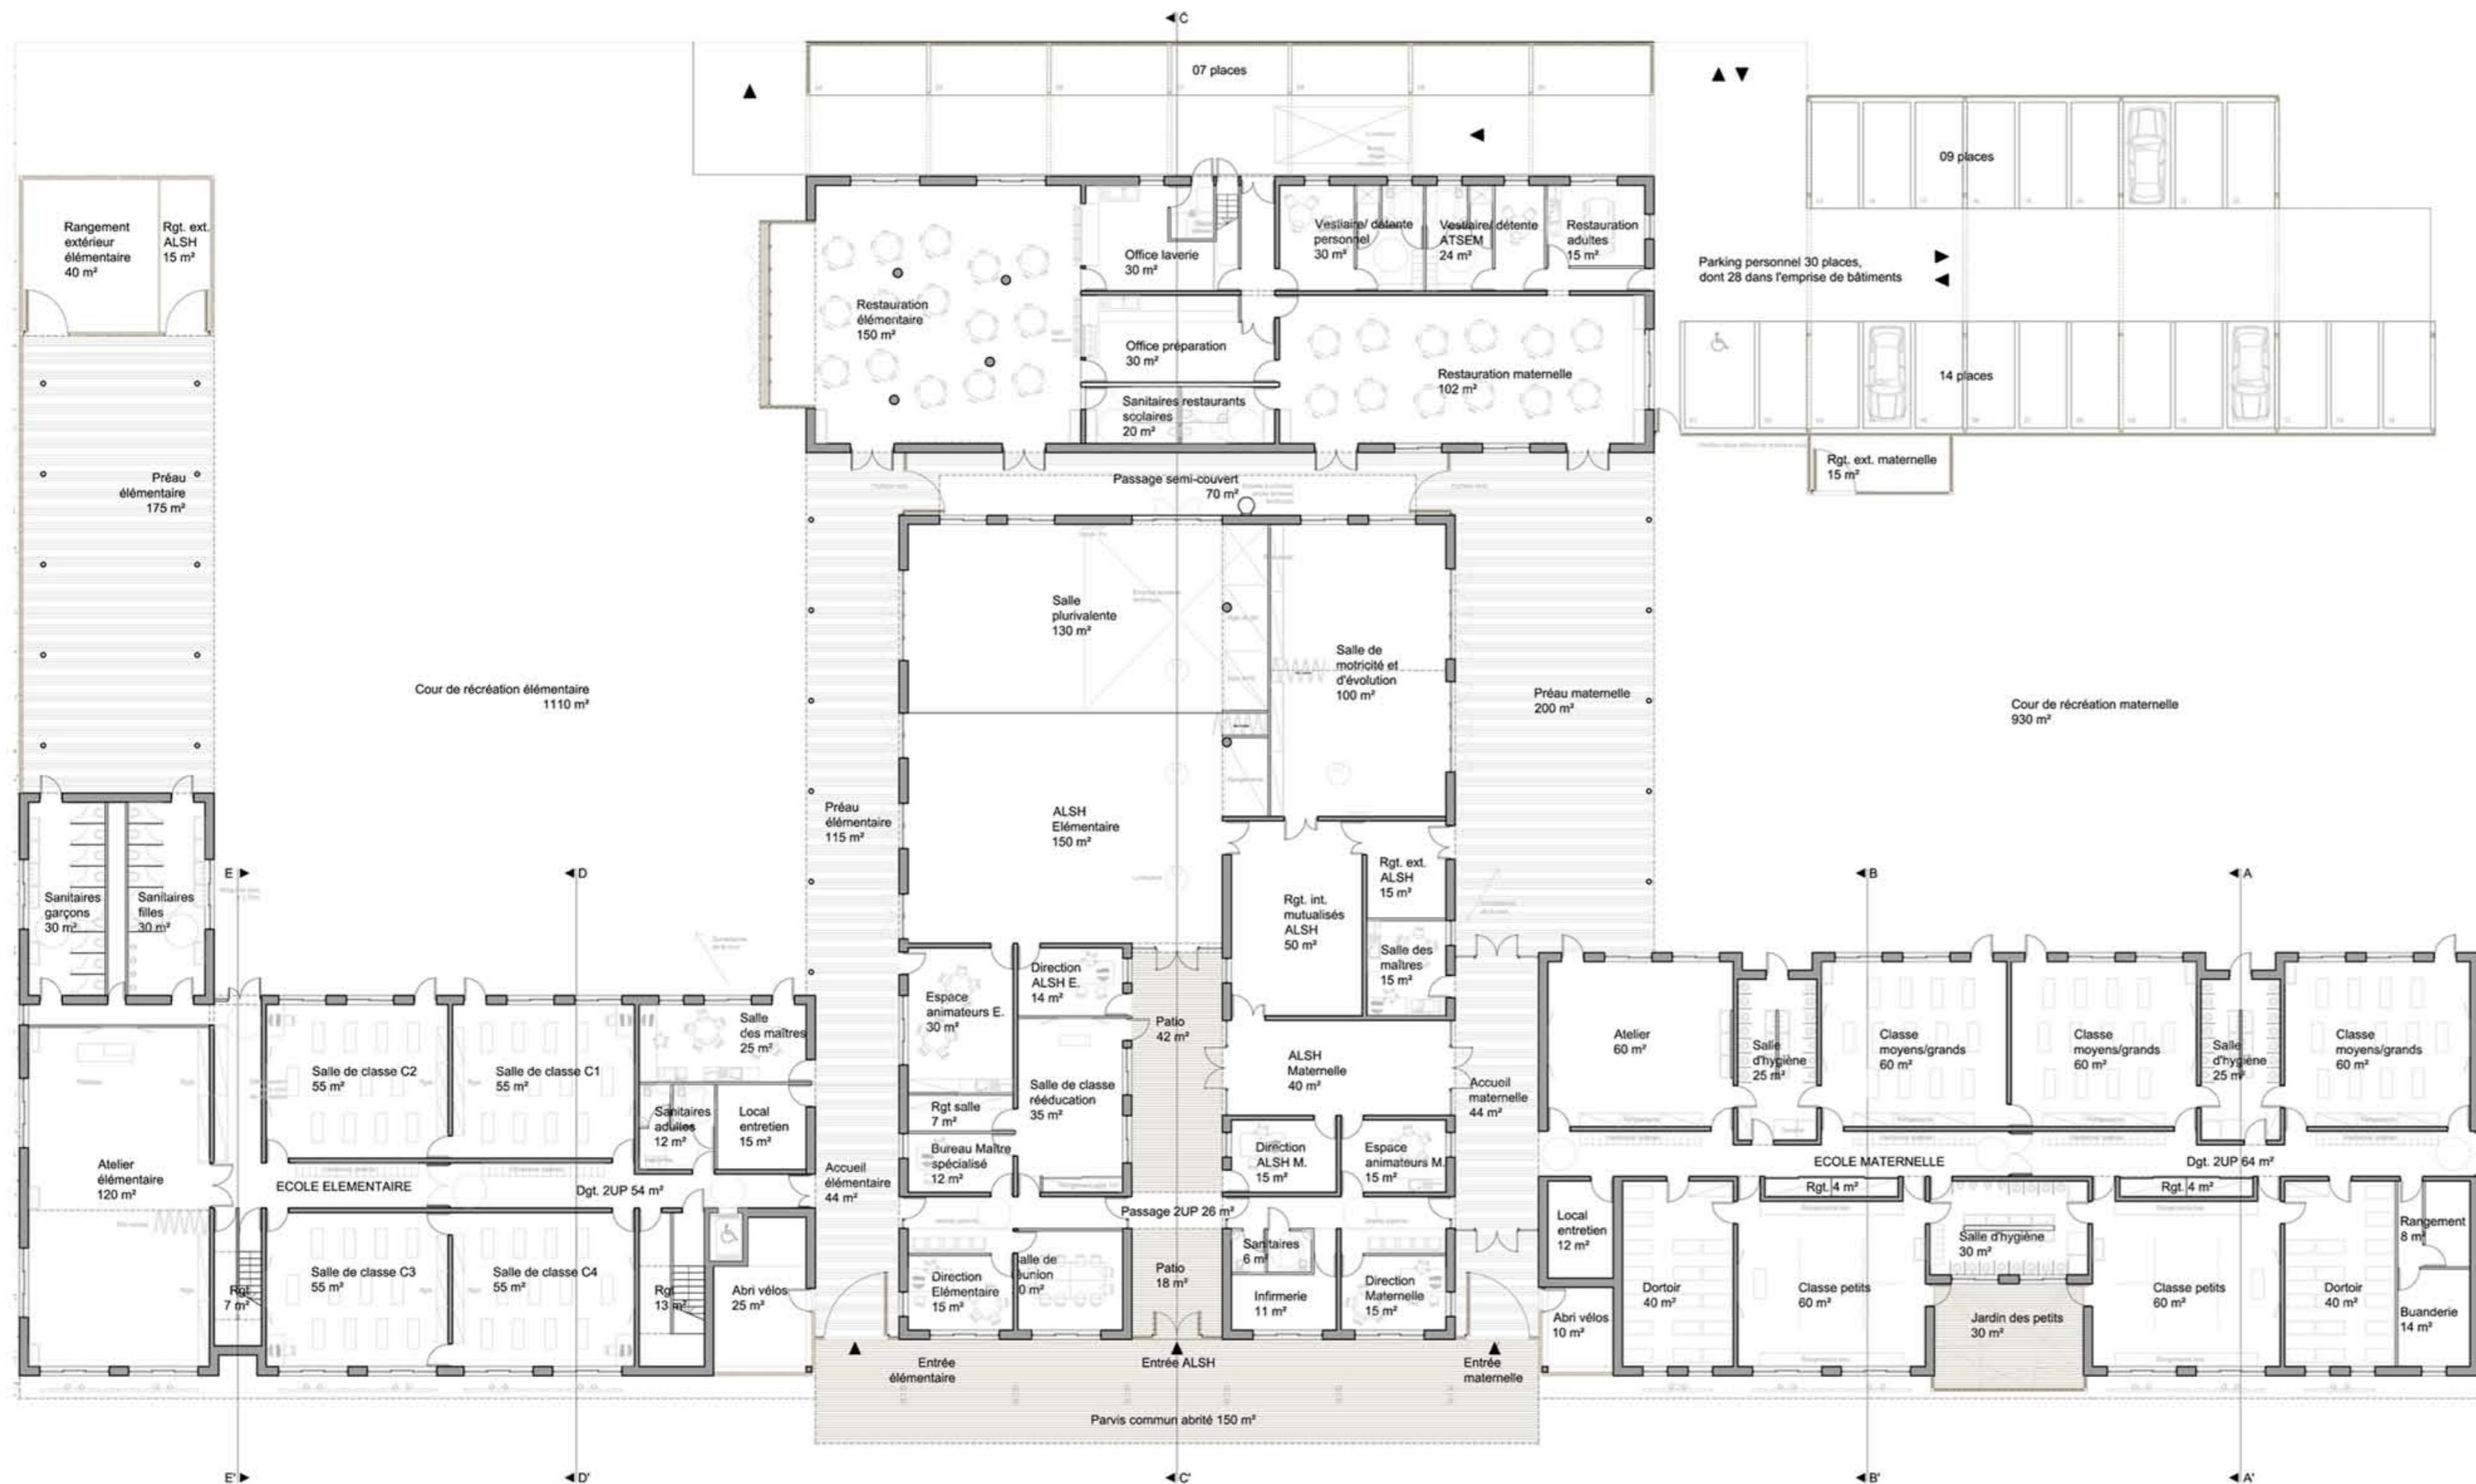 C
07 places
09 places
Rangement
extérieur
élémentaire
40 m²
Rgt. ext.
ALSH
15 m²
Vestiaire/ détente
personnel
30 m²
Vestiaire/ détente
ATSEM
24 m²
Restauration
adultes
15 m²
Office laverie
30 m²
Parking personnel 30 places,
dont 28 dans l'emprise de bâtiments
Restauration
élémentaire
150 m²
Office préparation
30 m²
Restauration maternelle
102 m²
14 places
Sanitaires restaurants
scolaires
20 m²
Rgt. ext. maternelle
15 m²
Préau
élémentaire
175 m²
Passage semi-couvert
70 m²
Salle
plurivalente
130 m²
Salle de
motricité et
d'évolution
100 m²
Cour de récréation élémentaire
1110 m²
Préau maternelle
200 m²
Cour de récréation maternelle
930 m²
Préau
élémentaire
115 m²
ALSH
Elémentaire
150 m²
E
D
B
A
Rgt. ext.
ALSH
15 m²
Sanitaires
garçons
30 m²
Sanitaires
filles
30 m²
Rgt. int.
mutualisés
ALSH
50 m²
Salle des
maîtres
15 m²
Direction
ALSH E.
14 m²
Espace
animateurs E.
30 m²
Patio
42 m²
Salle
des maîtres
25 m²
Salle de classe C2
55 m²
Salle de classe C1
55 m²
Atelier
60 m²
Salle
d'hygiène
25 m²
Classe
moyens/grands
60 m²
Classe
moyens/grands
60 m²
Salle
d'hygiène
25 m²
Classe
moyens/grands
60 m²
ALSH
Maternelle
40 m²
Salle de classe
rééducation
35 m²
Accueil
maternelle
44 m²
Sanitaires
adultes
12 m²
Local
entretien
15 m²
Rgt salle
7 m²
Bureau Maître
spécialisé
12 m²
Direction
ALSH M.
15 m²
Espace
animateurs M.
15 m²
Atelier
élémentaire
120 m²
ECOLE ELEMENTAIRE
Dgt. 2UP 54 m²
Accueil
élémentaire
44 m²
Passage 2UP 26 m²
ECOLE MATERNELLE
Dgt. 2UP 64 m²
Rgt. 4 m²
Rgt. 4 m²
Local
entretien
12 m²
Rangement
8 m²
Sanitaires
6 m²
Salle d'hygiène
30 m²
Rgt
7 m²
Salle de classe C3
55 m²
Salle de classe C4
55 m²
Rgt
13 m²
Abri vélos
25 m²
Direction
Elémentaire
15 m²
alle de
éunion
0 m²
Patio
18 m²
Infirmerie
11 m²
Direction
Maternelle
15 m²
Abri vélos
10 m²
Dortoir
40 m²
Classe petits
60 m²
Jardin des petits
30 m²
Classe petits
60 m²
Dortoir
40 m²
Buanderie
14 m²
Entrée
élémentaire
Entrée ALSH
Entrée
maternelle
Parvis commun abrité 150 m²
E'
D'
C'
B'
A'